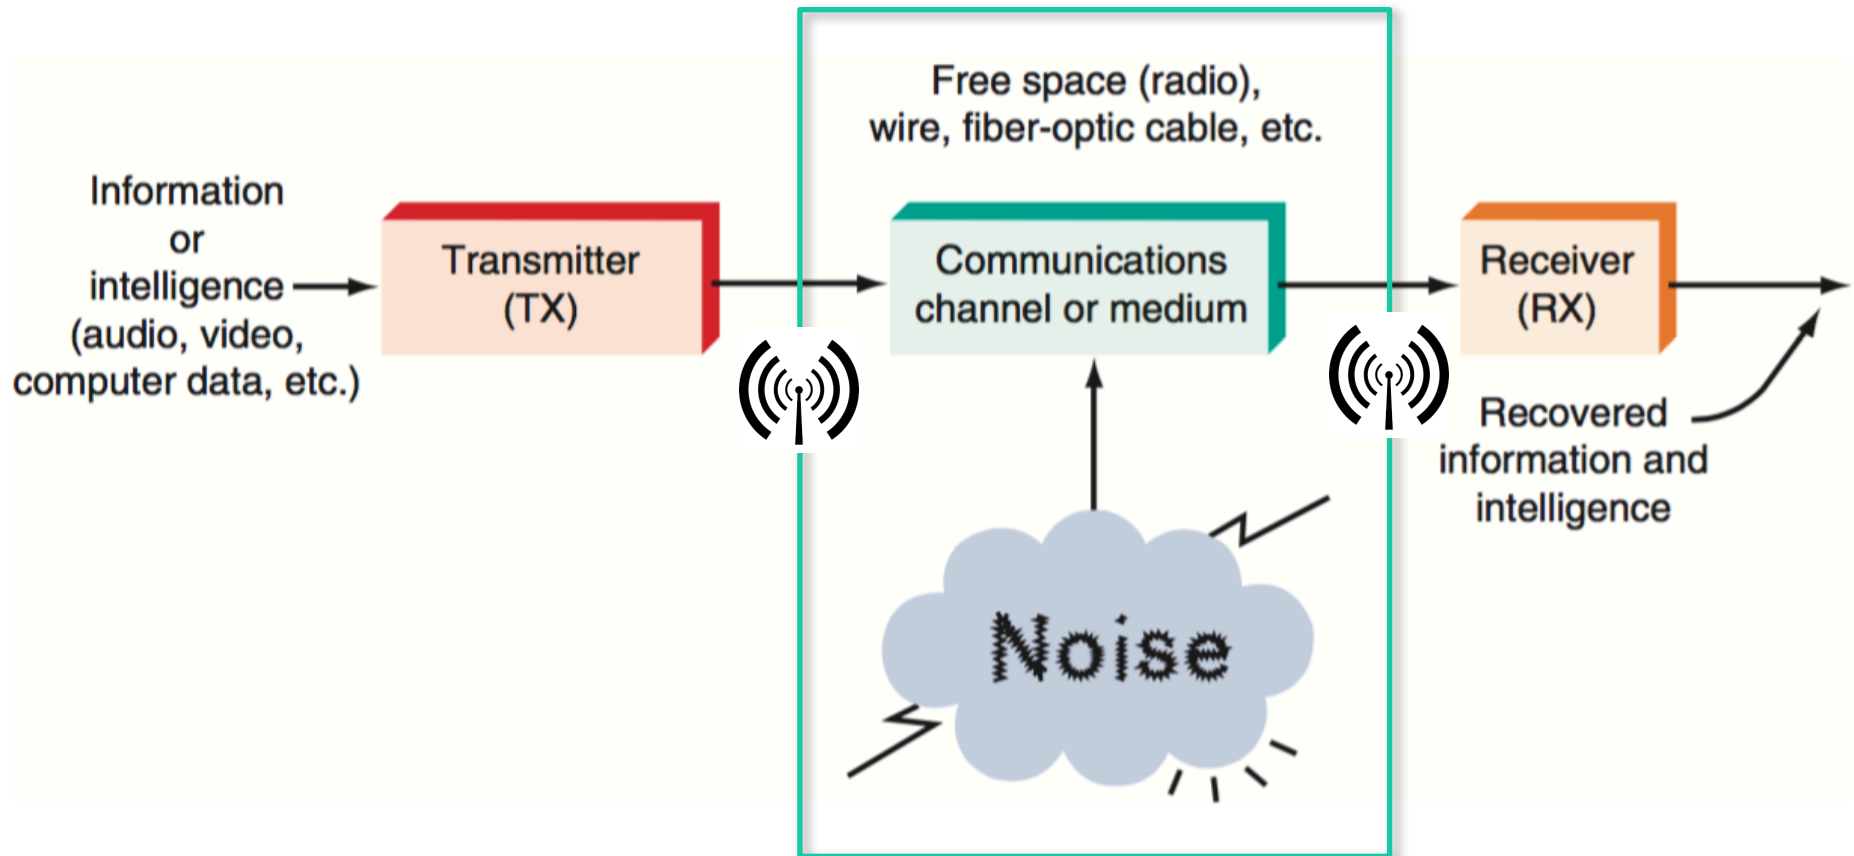 Information
or
intelligence
(audio, video,
computer data, etc.)
Transmitter
(TX)
Free space (radio),
wire, fiber-optic cable, etc.
Communications
channel or medium
Noise
Receiver
(RX)
Recovered
information and
intelligence